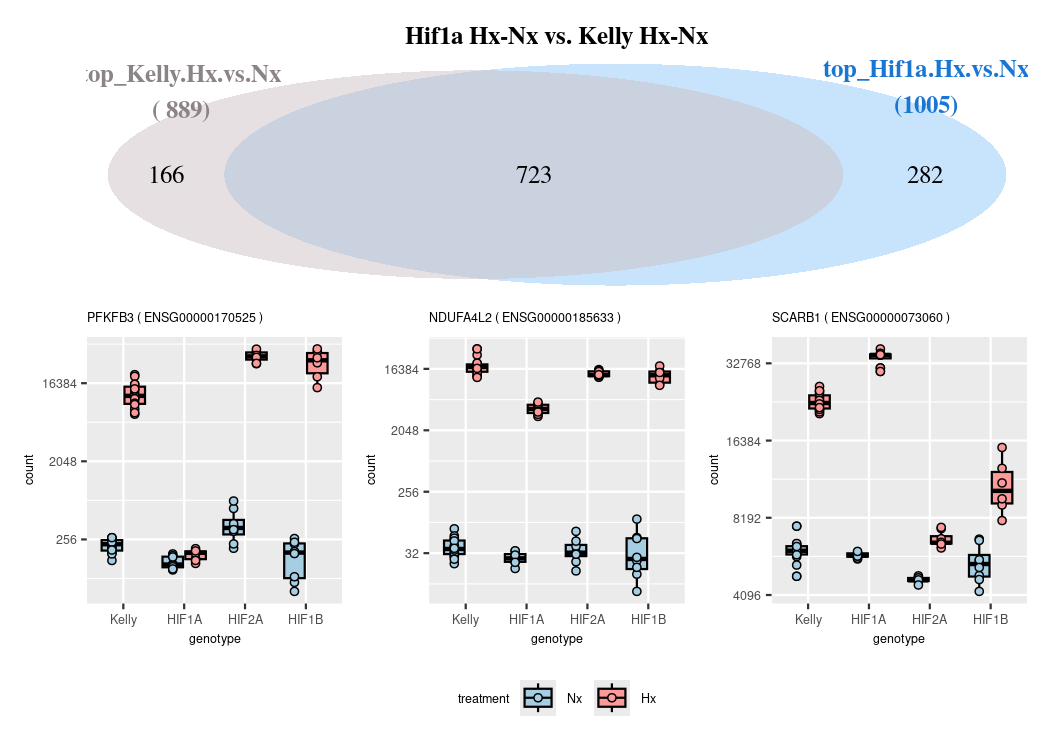 Hif1a Hx-Nx vs. Kelly Hx-Nx
top_Kelly.Hx.vs.Nx
( 889)
top_Hif1a.Hx.vs.Nx
(1005)
166
723
282
PFKFB3 ( ENSG00000170525 )
count
16384
2048
256
Kelly
HIF1A
HIF2A
HIF1B
genotype
NDUFA4L2 ( ENSG00000185633 )
count
16384
2048
256
32
Kelly
HIF1A
HIF2A
HIF1B
genotype
SCARB1 ( ENSG00000073060 )
count
32768
16384
8192
4096
Kelly
HIF1A
HIF2A
HIF1B
genotype
treatment
Nx
Hx